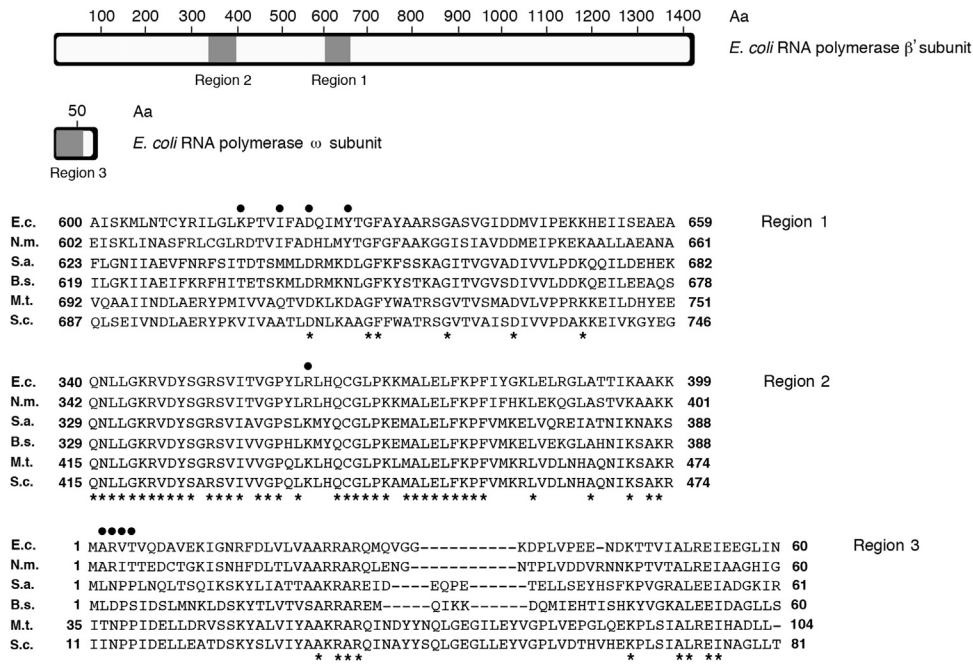 100 200 300 400 500 600 700 800 900 1000 1100 1200 1300 1400 Aa
E. coli RNA polymerase β' subunit
Region 2 Region 1
50 Aa
E. coli RNA polymerase ω subunit
Region 3
E.c. 600 AISKMLNTCYRILGLKPTVIFADQIMYTGFAYAARSGASVGIDDMVIPEKKHEIISEAEA 659 Region 1
N.m. 602 EISKLINASFRLCGLRDTVIFADHLMYTGFGFAAKGGISIAVDDMEIPKEKAALLAEANA 661
S.a. 623 FLGNIIAEVFNRFSITDTSMMLDRMKDLGFKFSSKAGITVGVADIVVLPDKQQILDEHEK 682
B.s. 619 ILGKIIAEIFKRFHITETSKMLDRMKNLGFKYSTKAGITVGVSDIVVLDDKQEILEEAQS 678
M.t. 692 VQAAIINDLAERYPMIVVAQTVDKLKDAGFYWATRSGVTVSMADVLVPPRKKEILDHYEE 751
S.c. 687 QLSEIVNDLAERYPKVIVAATLDNLKAAGFFWATRSGVTVAISDIVVPDAKKEIVKGYEG 746
* ** * * *
E.c. 340 QNLLGKRVDYSGRSVITVGPYLRLHQCGLPKKMALELFKPFIYGKLELRGLATTIKAAKK 399 Region 2
N.m. 342 QNLLGKRVDYSGRSVITVGPYLRLHQCGLPKKMALELFKPFIFHKLEKQGLASTVKAAKK 401
S.a. 329 QNLLGKRVDYSGRSVIAVGPSLKMYQCGLPKEMALELFKPFVMKELVQREIATNIKNAKS 388
B.s. 329 QNLLGKRVDYSGRSVIVVGPHLKMYQCGLPKEMALELFKPFVMKELVEKGLAHNIKSAKR 388
M.t. 415 QNLLGKRVDYSGRSVIVVGPQLKLHQCGLPKLMALELFKPFVMKRLVDLNHAQNIKSAKR 474
S.c. 415 QNLLGKRVDYSARSVIVVGPQLKLHQCGLPKEMALELFKPFVMKRLVDLNHAQNIKSAKR 474
*********** **** *** * ******* ********** * * * **
E.c. 1 MARVTVQDAVEKIGNRFDLVLVAARRARQMQVGG----------KDPLVPEE-NDKTTVIALREIEEGLIN 60 Region 3
N.m. 1 MARITTEDCTGKISNHFDLTLVAARRARQLENG-----------NTPLVDDVRNNKPTVTALREIAAGHIG 60
S.a. 1 MLNPPLNQLTSQIKSKYLIATTAAKRAREID----EQPE-----TELLSEYHSFKPVGRALEEIADGKIR 61
B.s. 1 MLDPSIDSLMNKLDSKYTLVTVSARRAREM-----QIKK-----DQMIEHTISHKYVGKALEEIDAGLLS 60
M.t. 35 ITNPPIDELLDRVSSKYALVIYAAKRARQINDYYNQLGEGILEYVGPLVEPGLQEKPLSIALREIHADLL- 104
S.c. 11 IINPPIDELLEATDSKYSLVIYAAKRARQINAYYSQLGEGLLEYVGPLVDTHVHEKPLSIALREINAGLLT 81
* *** * ** **